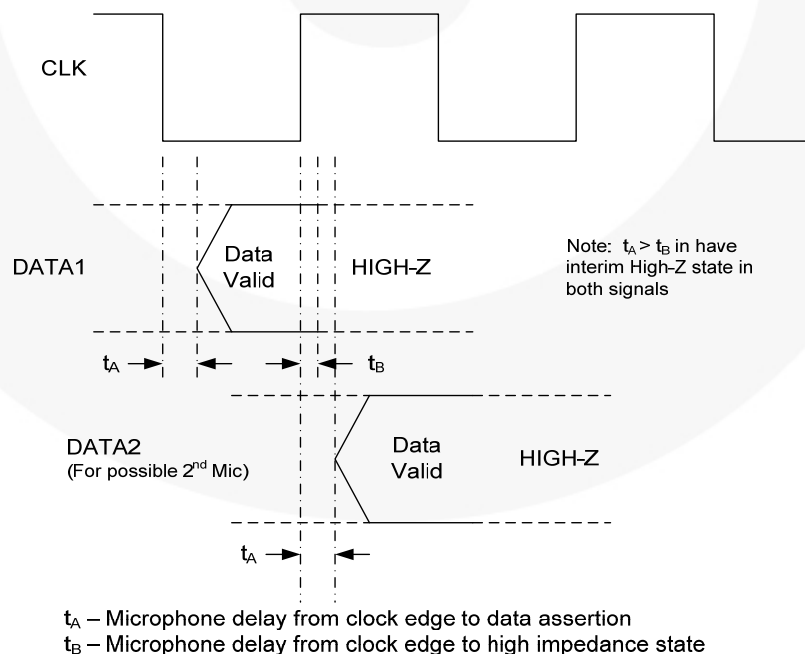 CLK
DATA1
Data
Valid
HIGH-Z
Note: tA > tB in have
interim High-Z state in
both signals
tA
tB
DATA2
(For possible 2nd Mic)
Data
Valid
HIGH-Z
tA
tA – Microphone delay from clock edge to data assertion
tB – Microphone delay from clock edge to high impedance state